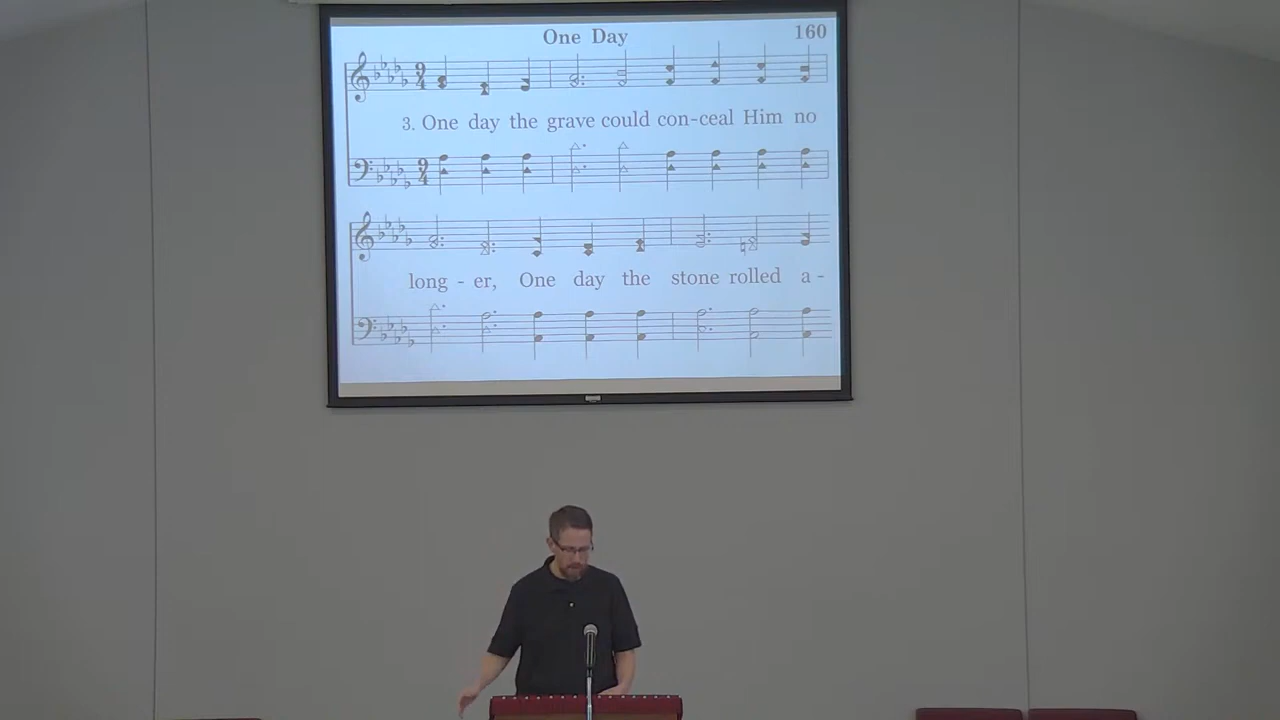 One Day 160
3. One day the grave could con-ceal Him no
long - er, One day the stone rolled a -